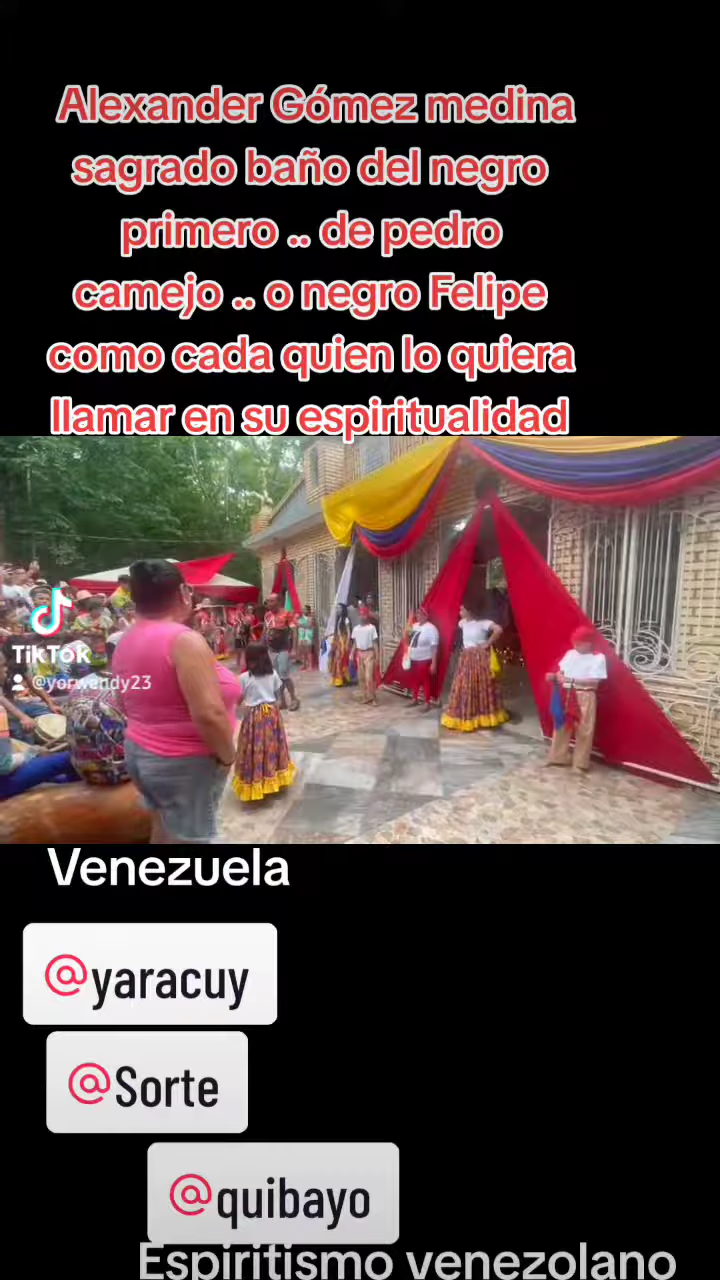 Alexander Gómez medina
sagrado baño del negro
primero .. de pedro
camejo .. o negro Felipe
como cada quien lo quiera
llamar en su espiritualidad
TikTok
@yorwendy23
Venezuela
@yaracuy
@Sorte
@quibayo
Espiritismo venezolano